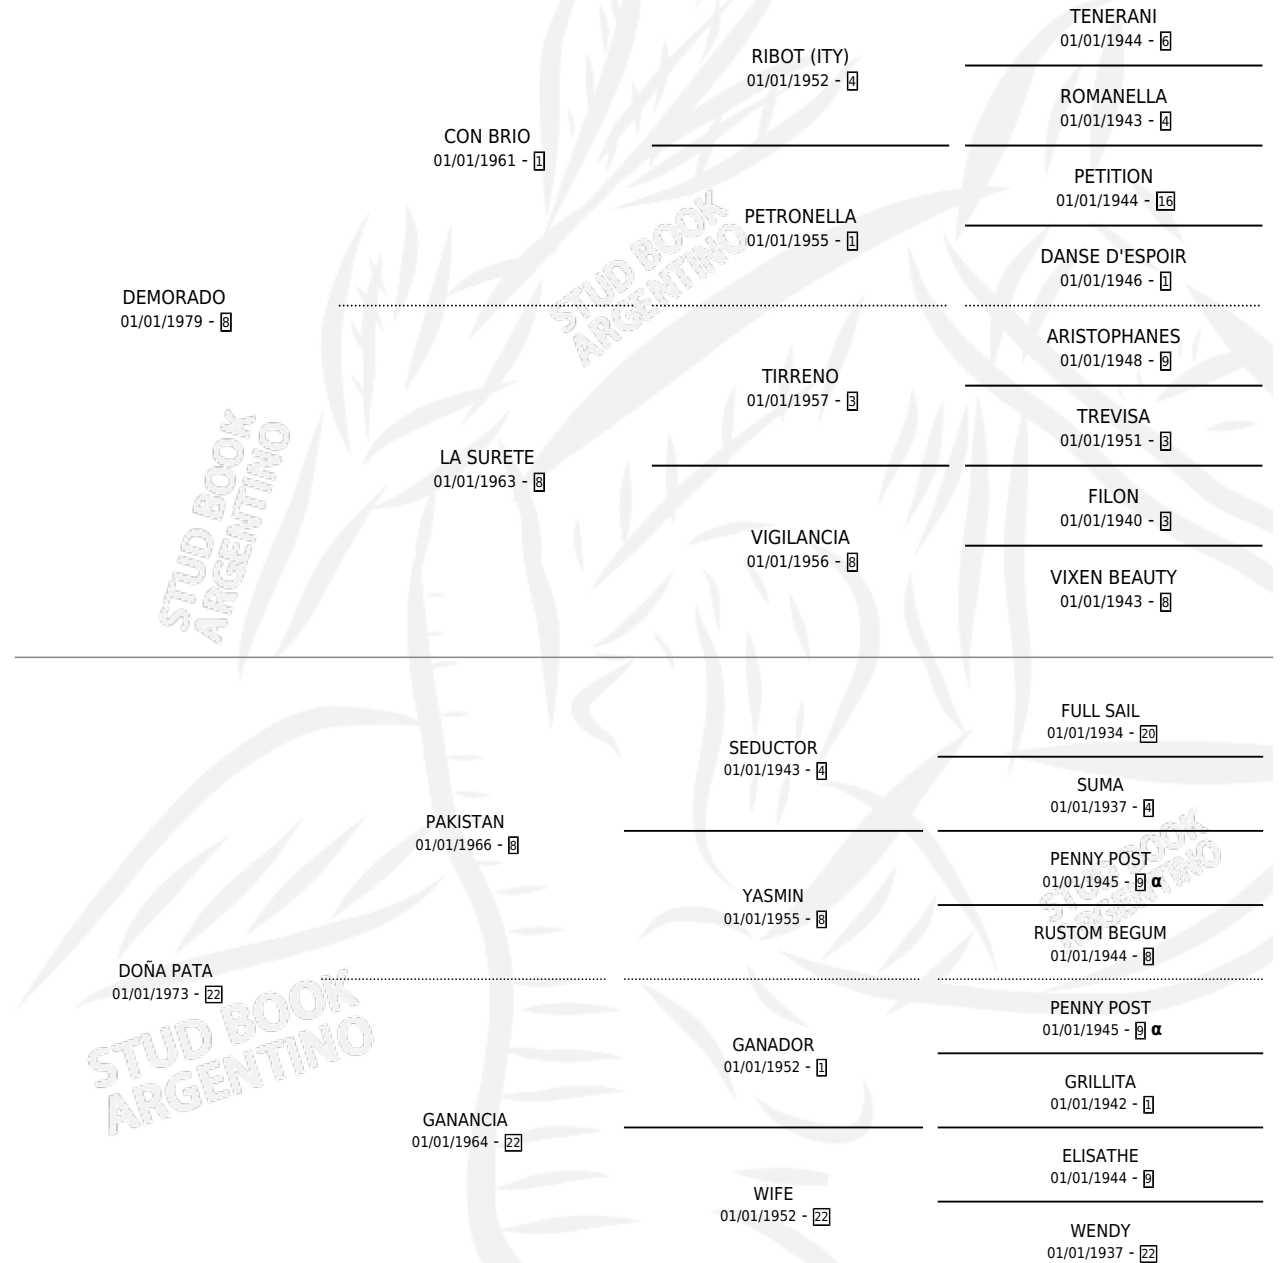 TENERANI
01/01/1944 - 6
RIBOT (ITY)
01/01/1952 - 4
ROMANELLA
01/01/1943 - 4
CON BRIO
01/01/1961 - 1
PETITION
01/01/1944 - 16
PETRONELLA
01/01/1955 - 1
DANSE D'ESPOIR
01/01/1946 - 1
DEMORADO
01/01/1979 - 8
ARISTOPHANES
01/01/1948 - 9
TIRRENO
01/01/1957 - 3
TREVISA
01/01/1951 - 3
LA SURETE
01/01/1963 - 8
FILON
01/01/1940 - 3
VIGILANCIA
01/01/1956 - 8
VIXEN BEAUTY
01/01/1943 - 8
STUD BOOK
ARGENTINO
STUD BOOK
ARGENTINO
FULL SAIL
01/01/1934 - 20
SEDUCTOR
01/01/1943 - 4
SUMA
01/01/1937 - 4
PAKISTAN
01/01/1966 - 8
PENNY POST
01/01/1945 - 9 α
YASMIN
01/01/1955 - 8
RUSTOM BEGUM
01/01/1944 - 8
DOÑA PATA
01/01/1973 - 22
PENNY POST
01/01/1945 - 9 α
GANADOR
01/01/1952 - 1
GRILLITA
01/01/1942 - 1
GANANCIA
01/01/1964 - 22
ELISATHE
01/01/1944 - 9
WIFE
01/01/1952 - 22
WENDY
01/01/1937 - 22
STUD BOOK
ARGENTINO
STUD BOOK
ARGENTINO